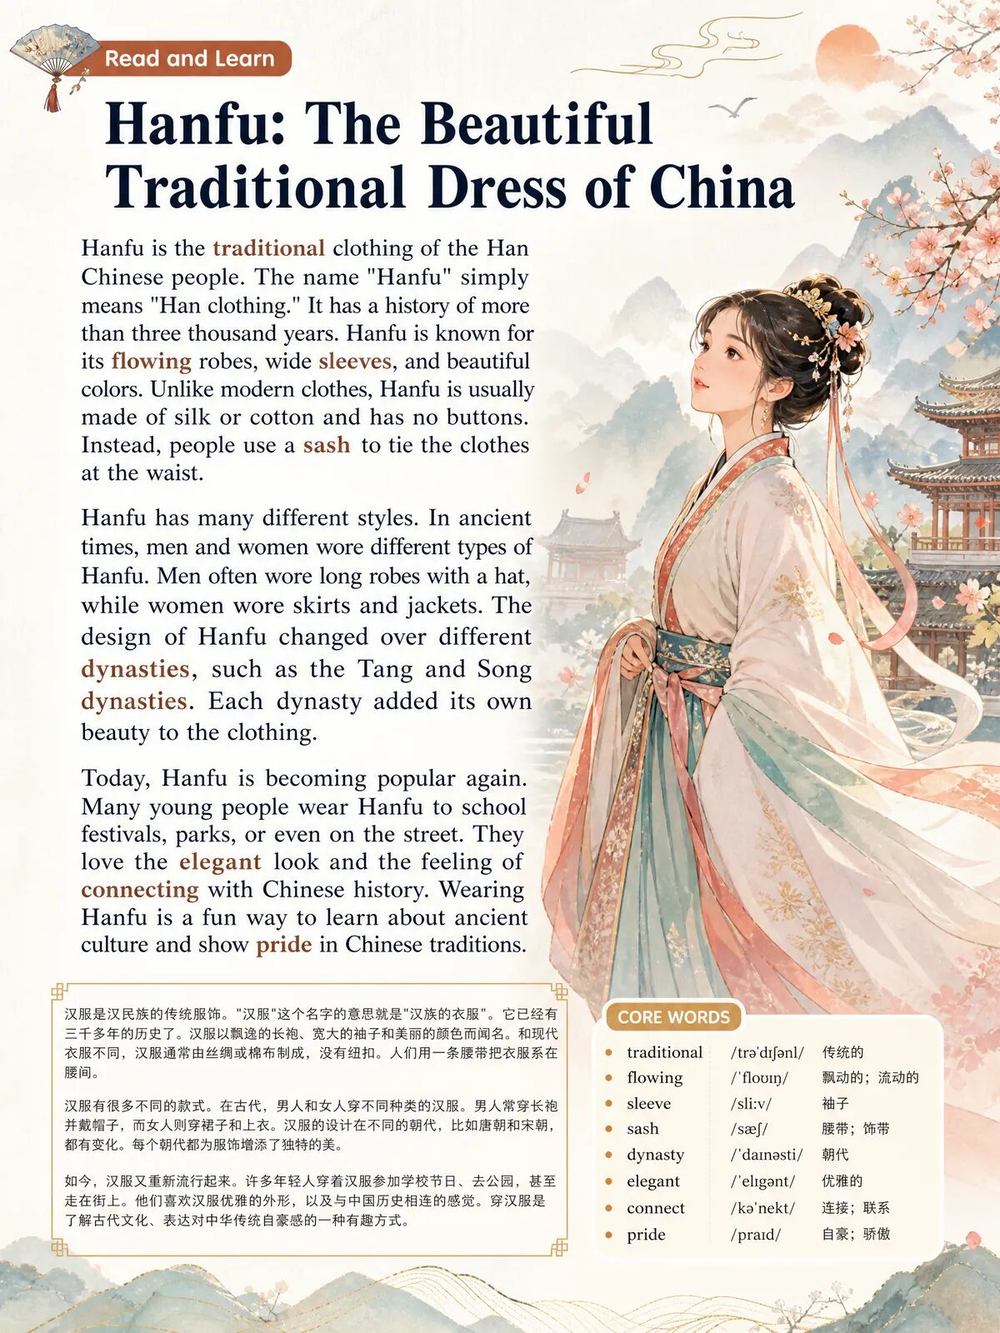 Read and Learn
Hanfu: The Beautiful
Traditional Dress of China
Hanfu is the traditional clothing of the Han
Chinese people. The name "Hanfu" simply
means "Han clothing." It has a history of more
than three thousand years. Hanfu is known for
its flowing robes, wide sleeves, and beautiful
colors. Unlike modern clothes, Hanfu is usually
made of silk or cotton and has no buttons.
Instead, people use a sash to tie the clothes
at the waist.
Hanfu has many different styles. In ancient
times, men and women wore different types of
Hanfu. Men often wore long robes with a hat,
while women wore skirts and jackets. The
design of Hanfu changed over different
dynasties, such as the Tang and Song
dynasties. Each dynasty added its own
beauty to the clothing.
Today, Hanfu is becoming popular again.
Many young people wear Hanfu to school
festivals, parks, or even on the street. They
love the elegant look and the feeling of
connecting with Chinese history. Wearing
Hanfu is a fun way to learn about ancient
culture and show pride in Chinese traditions.
汉服是汉民族的传统服饰。"汉服"这个名字的意思就是"汉族的衣服"。它已经有
三千多年的历史了。汉服以飘逸的长袍、宽大的袖子和美丽的颜色而闻名。和现代
衣服不同，汉服通常由丝绸或棉布制成，没有纽扣。人们用一条腰带把衣服系在
腰间。
汉服有很多不同的款式。在古代，男人和女人穿不同种类的汉服。男人常穿长袍
并戴帽子，而女人则穿裙子和上衣。汉服的设计在不同的朝代，比如唐朝和宋朝，
都有变化。每个朝代都为服饰增添了独特的美。
如今，汉服又重新流行起来。许多年轻人穿着汉服参加学校节日、去公园，甚至
走在街上。他们喜欢汉服优雅的外形，以及与中国历史相连的感觉。穿汉服是
了解古代文化、表达对中华传统自豪感的一种有趣方式。
CORE WORDS
traditional /trəˈdɪʃənl/ 传统的
flowing /ˈfloʊɪŋ/ 飘动的；流动的
sleeve /sliːv/ 袖子
sash /sæʃ/ 腰带；饰带
dynasty /ˈdaɪnəsti/ 朝代
elegant /ˈelɪɡənt/ 优雅的
connect /kəˈnekt/ 连接；联系
pride /praɪd/ 自豪；骄傲